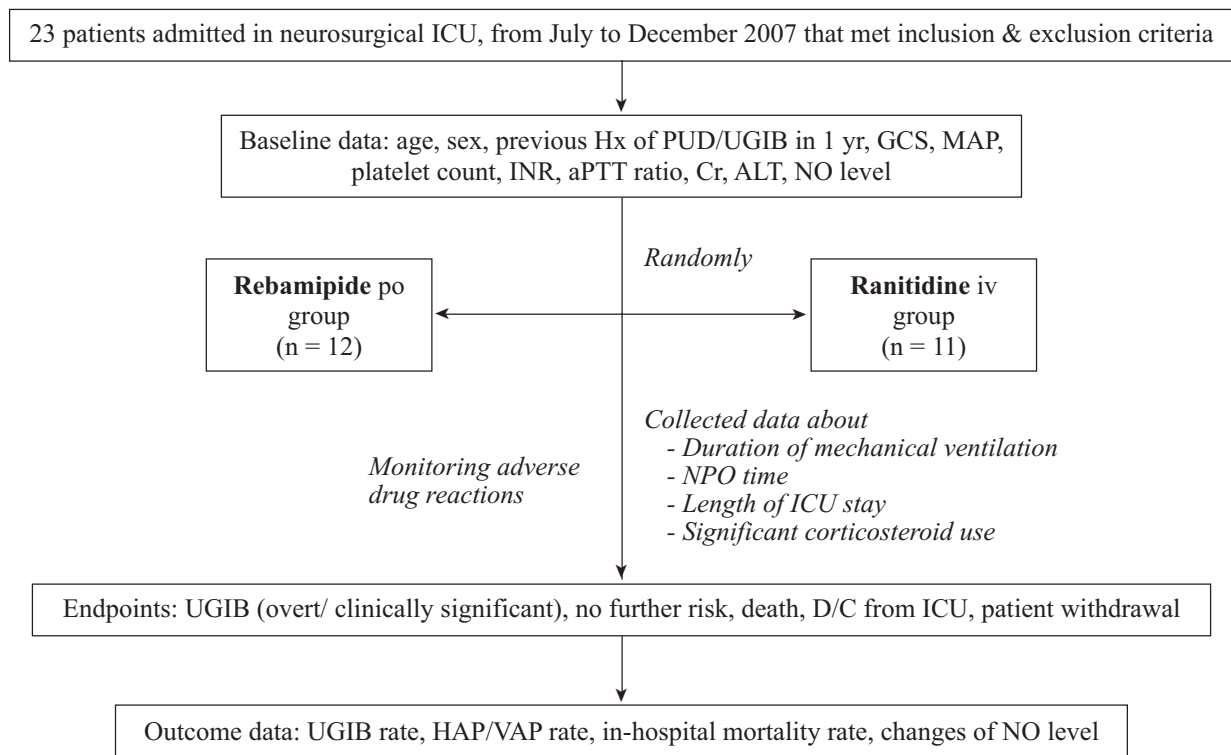 23 patients admitted in neurosurgical ICU, from July to December 2007 that met inclusion & exclusion criteria
Baseline data: age, sex, previous Hx of PUD/UGIB in 1 yr, GCS, MAP,
platelet count, INR, aPTT ratio, Cr, ALT, NO level
Randomly
Rebamipide po
group
(n = 12)
Ranitidine iv
group
(n = 11)
Monitoring adverse
drug reactions
Collected data about
- Duration of mechanical ventilation
- NPO time
- Length of ICU stay
- Significant corticosteroid use
Endpoints: UGIB (overt/ clinically significant), no further risk, death, D/C from ICU, patient withdrawal
Outcome data: UGIB rate, HAP/VAP rate, in-hospital mortality rate, changes of NO level